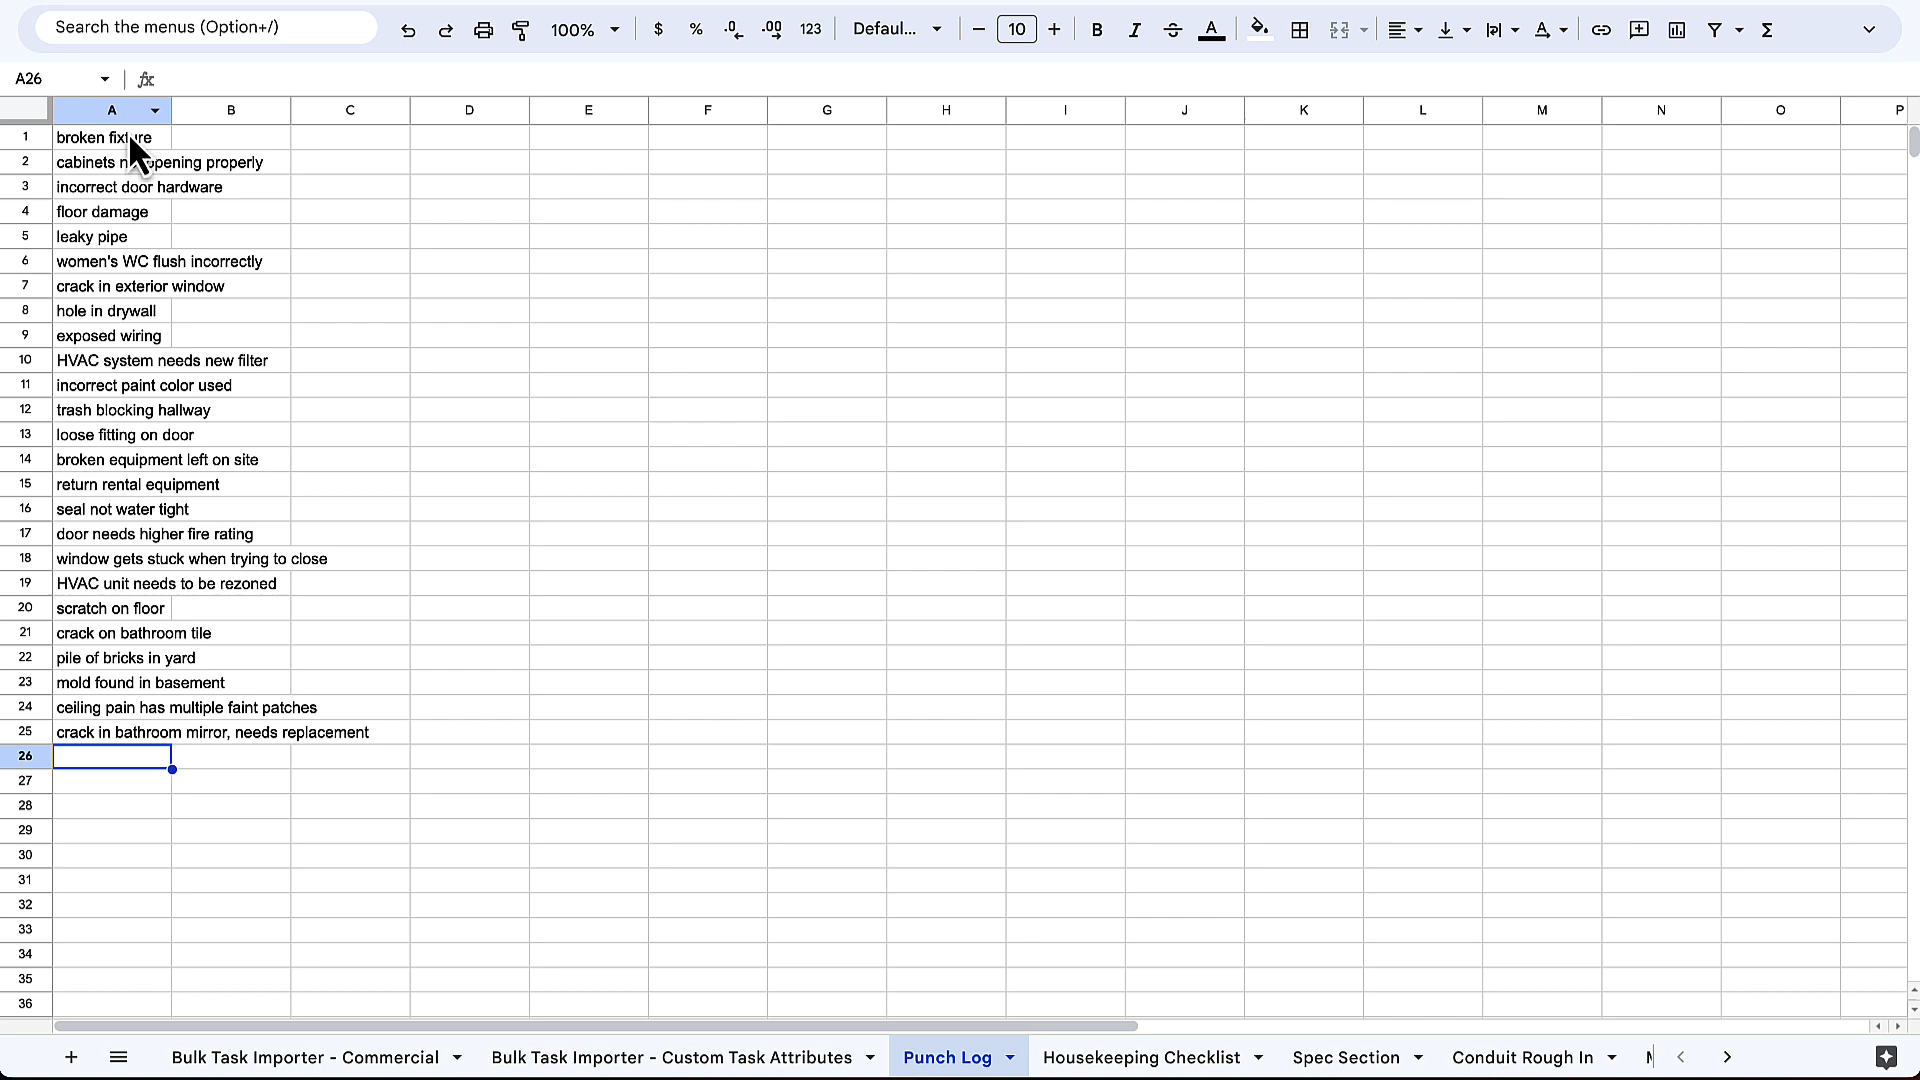 Search the menus (Option+/)
100%
$ % .0 .00 123 Defaul... 10 B I S A
A26 fx
A B C D E F G H I J K L M N O P
1 broken fixture
2 cabinets opening properly
3 incorrect door hardware
4 floor damage
5 leaky pipe
6 women's WC flush incorrectly
7 crack in exterior window
8 hole in drywall
9 exposed wiring
10 HVAC system needs new filter
11 incorrect paint color used
12 trash blocking hallway
13 loose fitting on door
14 broken equipment left on site
15 return rental equipment
16 seal not water tight
17 door needs higher fire rating
18 window gets stuck when trying to close
19 HVAC unit needs to be rezoned
20 scratch on floor
21 crack on bathroom tile
22 pile of bricks in yard
23 mold found in basement
24 ceiling pain has multiple faint patches
25 crack in bathroom mirror, needs replacement
26
27
28
29
30
31
32
33
34
35
36
Bulk Task Importer - Commercial Bulk Task Importer - Custom Task Attributes Punch Log Housekeeping Checklist Spec Section Conduit Rough In